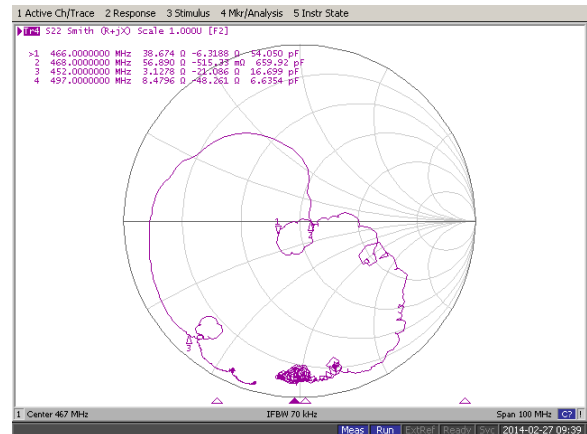 1 Active Ch/Trace 2 Response 3 Stimulus 4 Mkr/Analysis 5 Instr State
Tr4 S22 Smith (R+jX) Scale 1.000U [F2]
>1 466.0000000 MHz 38.674 Ω -6.3188 Ω 54.050 pF
2 468.0000000 MHz 56.890 Ω -515.33 mΩ 659.92 pF
3 452.0000000 MHz 3.1278 Ω -21.086 Ω 16.699 pF
4 497.0000000 MHz 8.4796 Ω -48.261 Ω 6.6354 pF
1
2
3
1 Center 467 MHz IFBW 70 kHz Span 100 MHz C? !
Meas Run ExtRef Ready Svc 2014-02-27 09:39